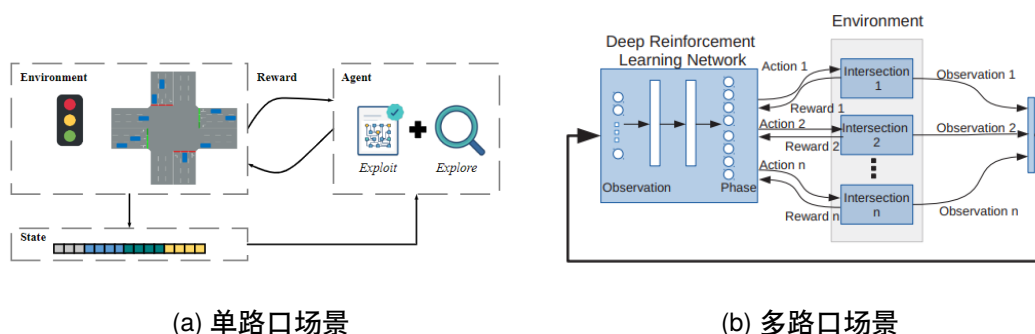 Environment
Reward
Agent
Exploit
Explore
State
(a) 单路口场景
Environment
Deep Reinforcement
Learning Network
Action 1
Intersection
1
Observation 1
Reward 1
Action 2
Intersection
2
Observation 2
Reward 2
Action n
Observation
Phase
Intersection
n
Reward n
Observation n
(b) 多路口场景